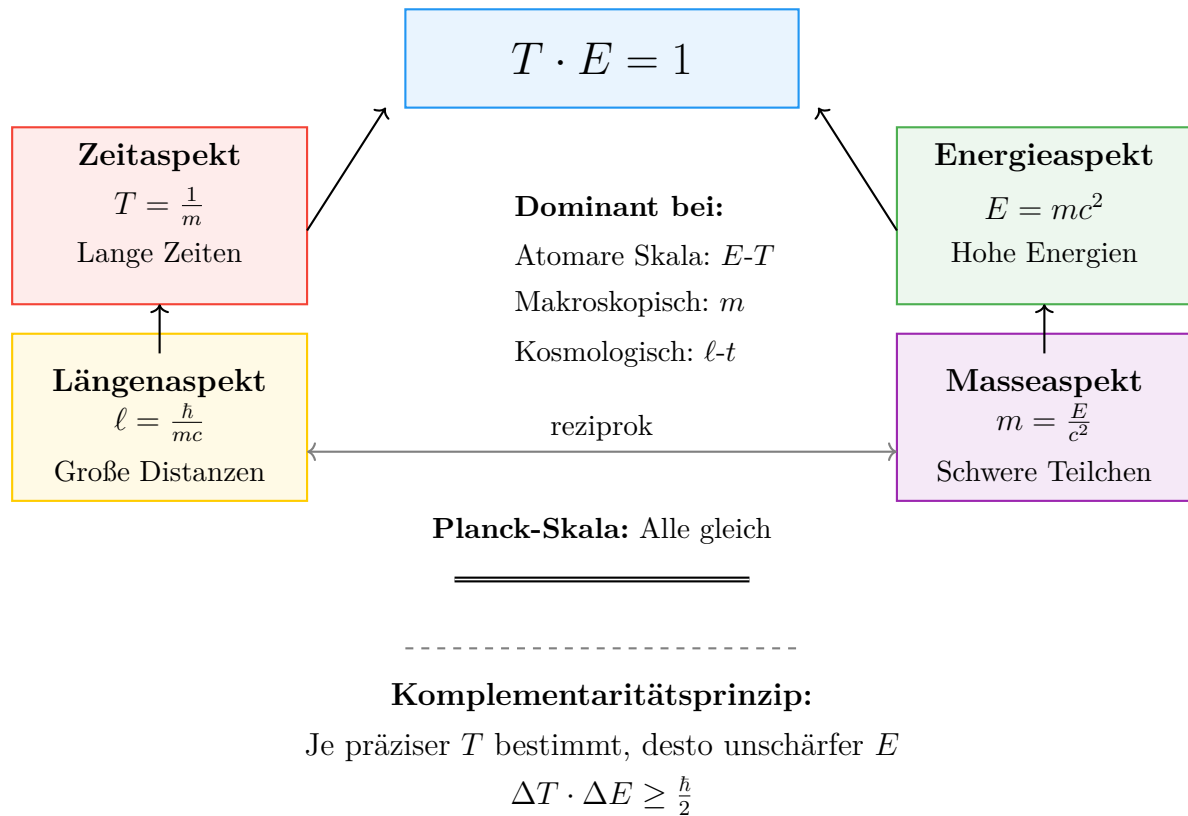 T · E = 1
Zeitaspekt
T = 1/m
Lange Zeiten
Energieaspekt
E = mc²
Hohe Energien
Dominant bei:
Atomare Skala: E-T
Makroskopisch: m
Kosmologisch: ℓ-t
Längenaspekt
ℓ = ħ/mc
Große Distanzen
reziprok
Masseaspekt
m = E/c²
Schwere Teilchen
Planck-Skala: Alle gleich
Komplementaritätsprinzip:
Je präziser T bestimmt, desto unschärfer E
ΔT · ΔE ≥ ħ/2